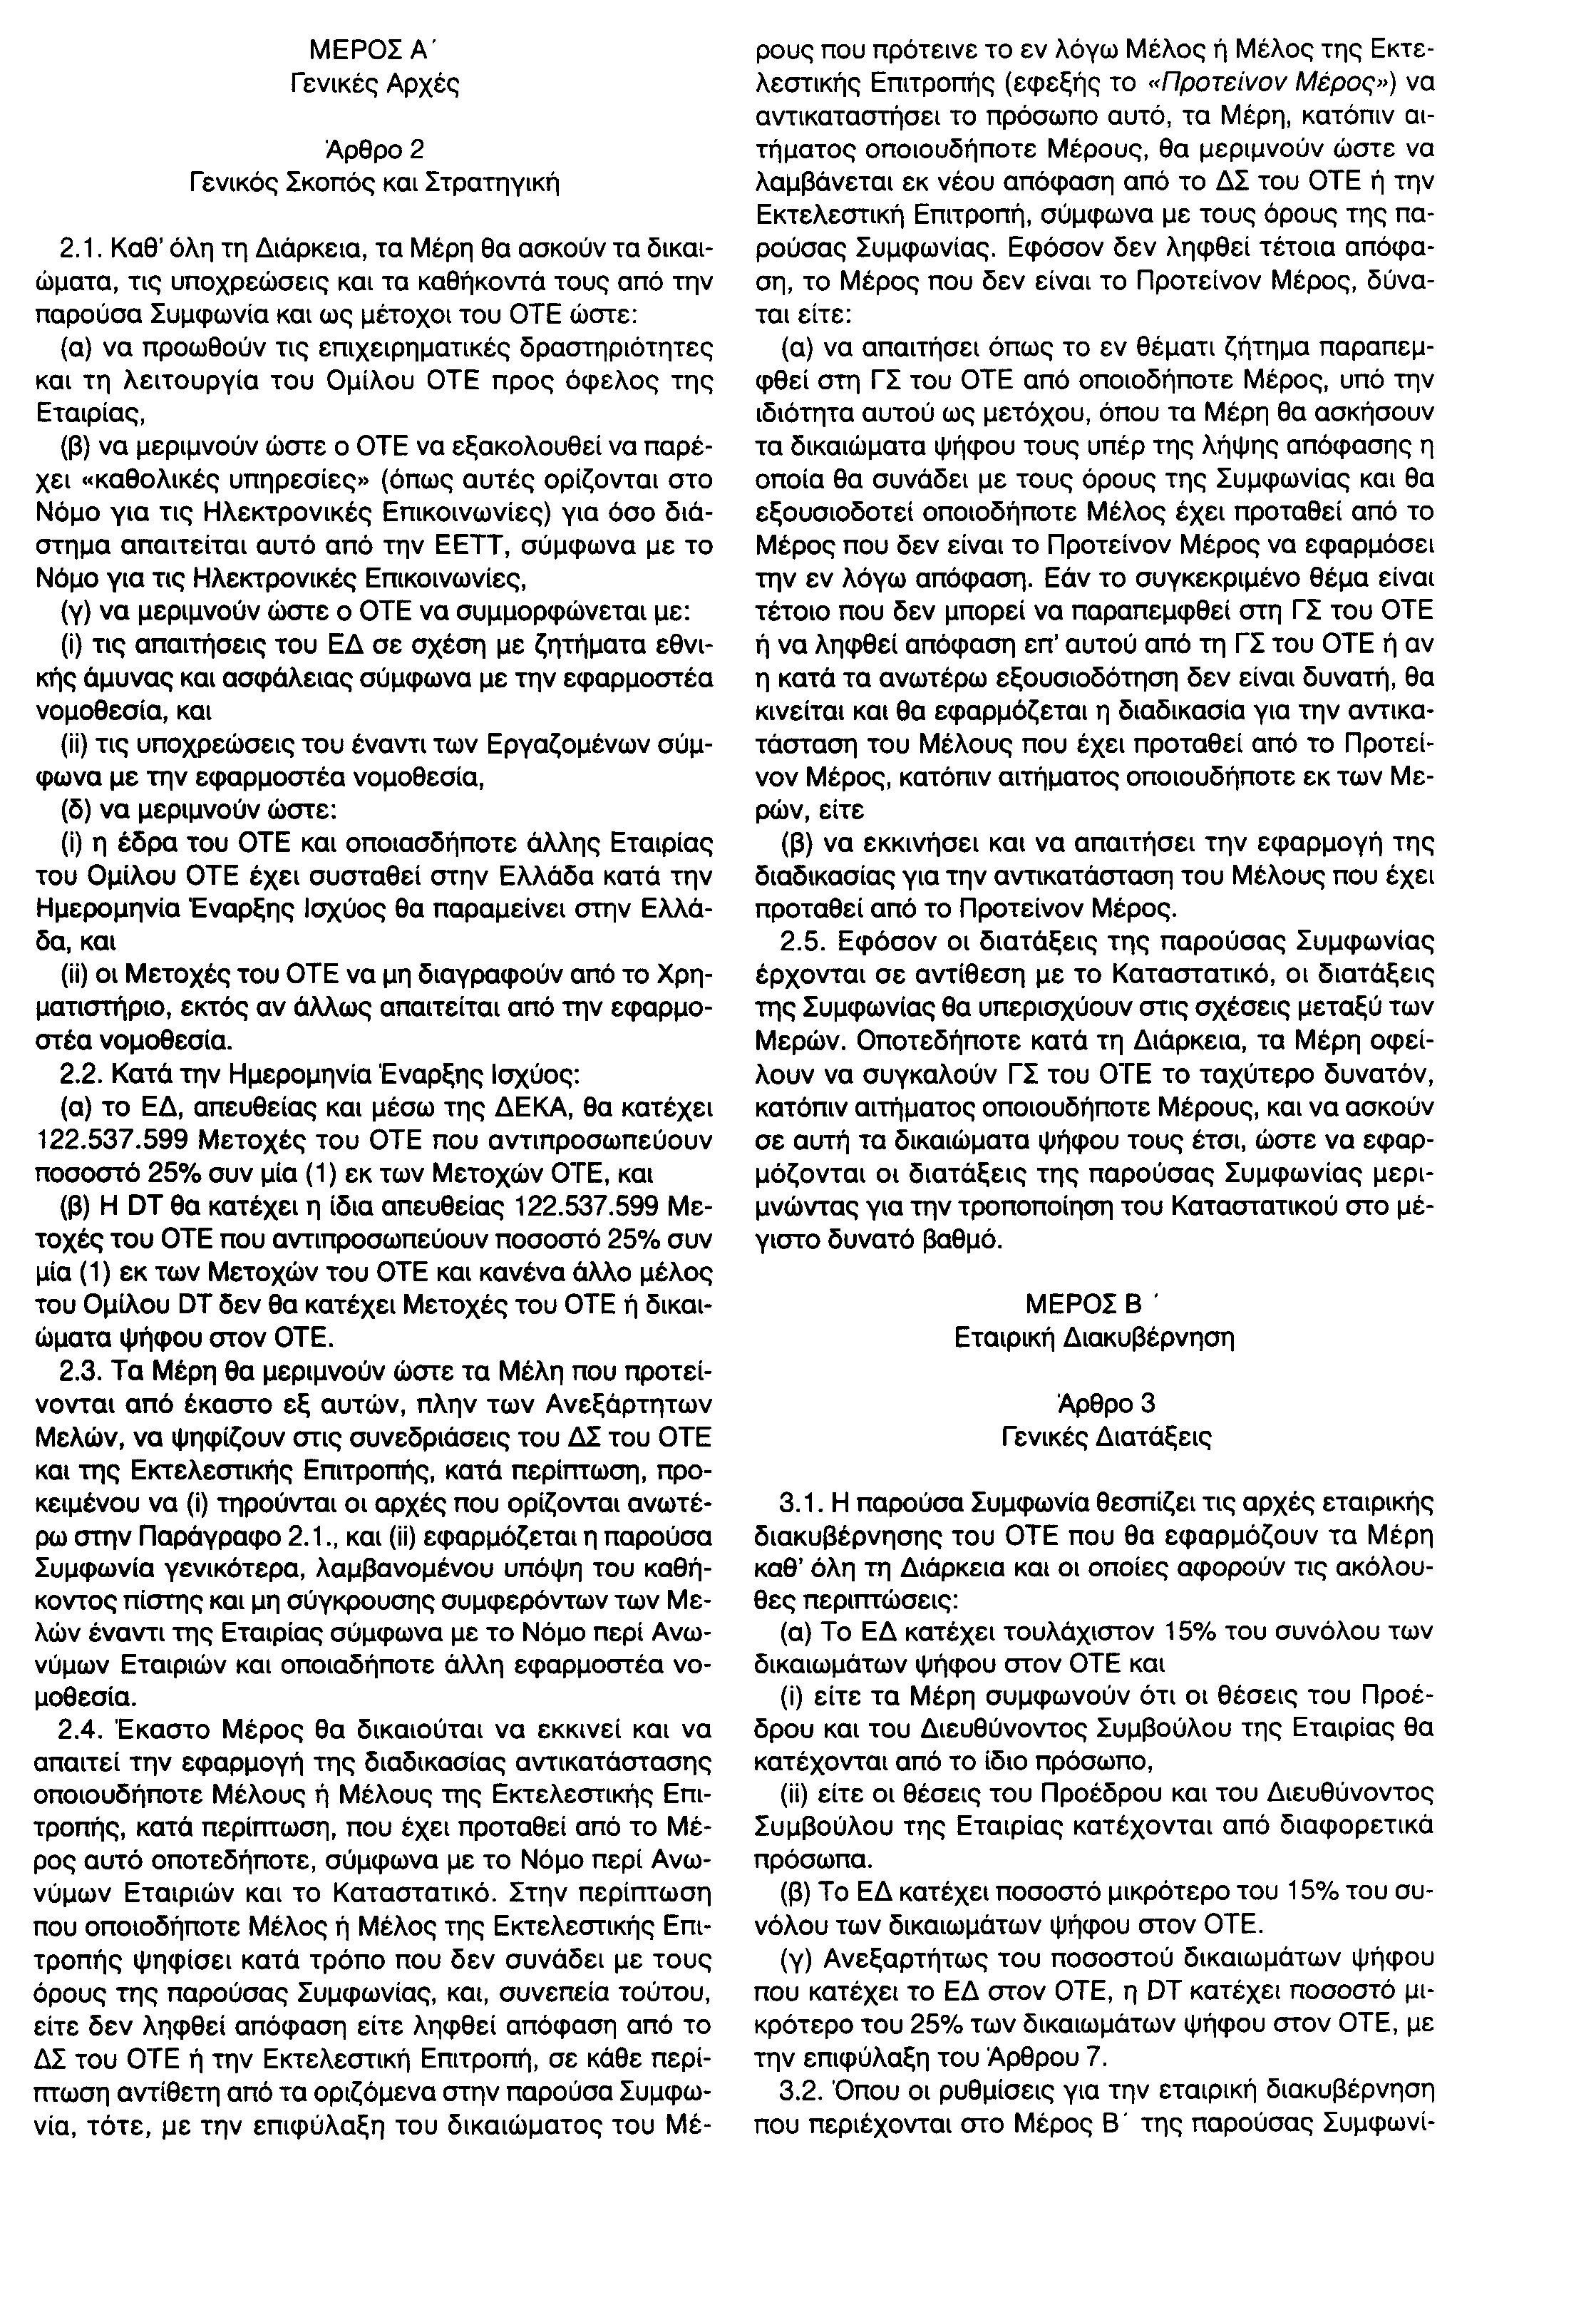 ΜΕΡΟΣ Α΄
Γενικές Αρχές
Άρθρο 2
Γενικός Σκοπός και Στρατηγική
2.1. Καθ' όλη τη Διάρκεια, τα Μέρη θα ασκούν τα δικαι-
ώματα, τις υποχρεώσεις και τα καθήκοντά τους από την
παρούσα Συμφωνία και ως μέτοχοι του ΟΤΕ ώστε:
(α) να προωθούν τις επιχειρηματικές δραστηριότητες
και τη λειτουργία του Ομίλου ΟΤΕ προς όφελος της
Εταιρίας,
(β) να μεριμνούν ώστε ο ΟΤΕ να εξακολουθεί να παρέ-
χει «καθολικές υπηρεσίες» (όπως αυτές ορίζονται στο
Νόμο για τις Ηλεκτρονικές Επικοινωνίες) για όσο διά-
στημα απαιτείται αυτό από την ΕΕΤΤ, σύμφωνα με το
Νόμο για τις Ηλεκτρονικές Επικοινωνίες,
(γ) να μεριμνούν ώστε ο ΟΤΕ να συμμορφώνεται με:
(i) τις απαιτήσεις του ΕΔ σε σχέση με ζητήματα εθνι-
κής άμυνας και ασφάλειας σύμφωνα με την εφαρμοστέα
νομοθεσία, και
(ii) τις υποχρεώσεις του έναντι των Εργαζομένων σύμ-
φωνα με την εφαρμοστέα νομοθεσία,
(δ) να μεριμνούν ώστε:
(i) η έδρα του ΟΤΕ και οποιασδήποτε άλλης Εταιρίας
του Ομίλου ΟΤΕ έχει συσταθεί στην Ελλάδα κατά την
Ημερομηνία Έναρξης Ισχύος θα παραμείνει στην Ελλά-
δα, και
(ii) οι Μετοχές του ΟΤΕ να μη διαγραφούν από το Χρη-
ματιστήριο, εκτός αν άλλως απαιτείται από την εφαρμο-
στέα νομοθεσία.
2.2. Κατά την Ημερομηνία Έναρξης Ισχύος:
(α) το ΕΔ, απευθείας και μέσω της ΔΕΚΑ, θα κατέχει
122.537.599 Μετοχές του ΟΤΕ που αντιπροσωπεύουν
ποσοστό 25% συν μία (1) εκ των Μετοχών ΟΤΕ, και
(β) Η DT θα κατέχει η ίδια απευθείας 122.537.599 Με-
τοχές του ΟΤΕ που αντιπροσωπεύουν ποσοστό 25% συν
μία (1) εκ των Μετοχών του ΟΤΕ και κανένα άλλο μέλος
του Ομίλου DT δεν θα κατέχει Μετοχές του ΟΤΕ ή δικαι-
ώματα ψήφου στον ΟΤΕ.
2.3. Τα Μέρη θα μεριμνούν ώστε τα Μέλη που προτεί-
νονται από έκαστο εξ αυτών, πλην των Ανεξάρτητων
Μελών, να ψηφίζουν στις συνεδριάσεις του ΔΣ του ΟΤΕ
και της Εκτελεστικής Επιτροπής, κατά περίπτωση, προ-
κειμένου να (i) τηρούνται οι αρχές που ορίζονται ανωτέ-
ρω στην Παράγραφο 2.1., και (ii) εφαρμόζεται η παρούσα
Συμφωνία γενικότερα, λαμβανομένου υπόψη του καθή-
κοντος πίστης και μη σύγκρουσης συμφερόντων των Με-
λών έναντι της Εταιρίας σύμφωνα με το Νόμο περί Ανω-
νύμων Εταιριών και οποιαδήποτε άλλη εφαρμοστέα νο-
μοθεσία.
2.4. Έκαστο Μέρος θα δικαιούται να εκκινεί και να
απαιτεί την εφαρμογή της διαδικασίας αντικατάστασης
οποιουδήποτε Μέλους ή Μέλους της Εκτελεστικής Επι-
τροπής, κατά περίπτωση, που έχει προταθεί από το Μέ-
ρος αυτό οποτεδήποτε, σύμφωνα με το Νόμο περί Ανω-
νύμων Εταιριών και το Καταστατικό. Στην περίπτωση
που οποιοδήποτε Μέλος ή Μέλος της Εκτελεστικής Επι-
τροπής ψηφίσει κατά τρόπο που δεν συνάδει με τους
όρους της παρούσας Συμφωνίας, και, συνεπεία τούτου,
είτε δεν ληφθεί απόφαση είτε ληφθεί απόφαση από το
ΔΣ του ΟΤΕ ή την Εκτελεστική Επιτροπή, σε κάθε περί-
πτωση αντίθετη από τα οριζόμενα στην παρούσα Συμφω-
νία, τότε, με την επιφύλαξη του δικαιώματος του Μέ-
ρους που πρότεινε το εν λόγω Μέλος ή Μέλος της Εκτε-
λεστικής Επιτροπής (εφεξής το «Προτείνον Μέρος») να
αντικαταστήσει το πρόσωπο αυτό, τα Μέρη, κατόπιν αι-
τήματος οποιουδήποτε Μέρους, θα μεριμνούν ώστε να
λαμβάνεται εκ νέου απόφαση από το ΔΣ του ΟΤΕ ή την
Εκτελεστική Επιτροπή, σύμφωνα με τους όρους της πα-
ρούσας Συμφωνίας. Εφόσον δεν ληφθεί τέτοια απόφα-
ση, το Μέρος που δεν είναι το Προτείνον Μέρος, δύνα-
ται είτε:
(α) να απαιτήσει όπως το εν θέματι ζήτημα παραπεμ-
φθεί στη ΓΣ του ΟΤΕ από οποιοδήποτε Μέρος, υπό την
ιδιότητα αυτού ως μετόχου, όπου τα Μέρη θα ασκήσουν
τα δικαιώματα ψήφου τους υπέρ της λήψης απόφασης η
οποία θα συνάδει με τους όρους της Συμφωνίας και θα
εξουσιοδοτεί οποιοδήποτε Μέλος έχει προταθεί από το
Μέρος που δεν είναι το Προτείνον Μέρος να εφαρμόσει
την εν λόγω απόφαση. Εάν το συγκεκριμένο θέμα είναι
τέτοιο που δεν μπορεί να παραπεμφθεί στη ΓΣ του ΟΤΕ
ή να ληφθεί απόφαση επ' αυτού από τη ΓΣ του ΟΤΕ ή αν
η κατά τα ανωτέρω εξουσιοδότηση δεν είναι δυνατή, θα
κινείται και θα εφαρμόζεται η διαδικασία για την αντικα-
τάσταση του Μέλους που έχει προταθεί από το Προτεί-
νον Μέρος, κατόπιν αιτήματος οποιουδήποτε εκ των Με-
ρών, είτε
(β) να εκκινήσει και να απαιτήσει την εφαρμογή της
διαδικασίας για την αντικατάσταση του Μέλους που έχει
προταθεί από το Προτείνον Μέρος.
2.5. Εφόσον οι διατάξεις της παρούσας Συμφωνίας
έρχονται σε αντίθεση με το Καταστατικό, οι διατάξεις
της Συμφωνίας θα υπερισχύουν στις σχέσεις μεταξύ των
Μερών. Οποτεδήποτε κατά τη Διάρκεια, τα Μέρη οφεί-
λουν να συγκαλούν ΓΣ του ΟΤΕ το ταχύτερο δυνατόν,
κατόπιν αιτήματος οποιουδήποτε Μέρους, και να ασκούν
σε αυτή τα δικαιώματα ψήφου τους έτσι, ώστε να εφαρ-
μόζονται οι διατάξεις της παρούσας Συμφωνίας μερι-
μνώντας για την τροποποίηση του Καταστατικού στο μέ-
γιστο δυνατό βαθμό.
ΜΕΡΟΣ Β ΄
Εταιρική Διακυβέρνηση
Άρθρο 3
Γενικές Διατάξεις
3.1. Η παρούσα Συμφωνία θεσπίζει τις αρχές εταιρικής
διακυβέρνησης του ΟΤΕ που θα εφαρμόζουν τα Μέρη
καθ' όλη τη Διάρκεια και οι οποίες αφορούν τις ακόλου-
θες περιπτώσεις:
(α) Το ΕΔ κατέχει τουλάχιστον 15% του συνόλου των
δικαιωμάτων ψήφου στον ΟΤΕ και
(i) είτε τα Μέρη συμφωνούν ότι οι θέσεις του Προέ-
δρου και του Διευθύνοντος Συμβούλου της Εταιρίας θα
κατέχονται από το ίδιο πρόσωπο,
(ii) είτε οι θέσεις του Προέδρου και του Διευθύνοντος
Συμβούλου της Εταιρίας κατέχονται από διαφορετικά
πρόσωπα.
(β) Το ΕΔ κατέχει ποσοστό μικρότερο του 15% του συ-
νόλου των δικαιωμάτων ψήφου στον ΟΤΕ.
(γ) Ανεξαρτήτως του ποσοστού δικαιωμάτων ψήφου
που κατέχει το ΕΔ στον ΟΤΕ, η DT κατέχει ποσοστό μι-
κρότερο του 25% των δικαιωμάτων ψήφου στον ΟΤΕ, με
την επιφύλαξη του Άρθρου 7.
3.2. Όπου οι ρυθμίσεις για την εταιρική διακυβέρνηση
που περιέχονται στο Μέρος Β΄ της παρούσας Συμφωνί-